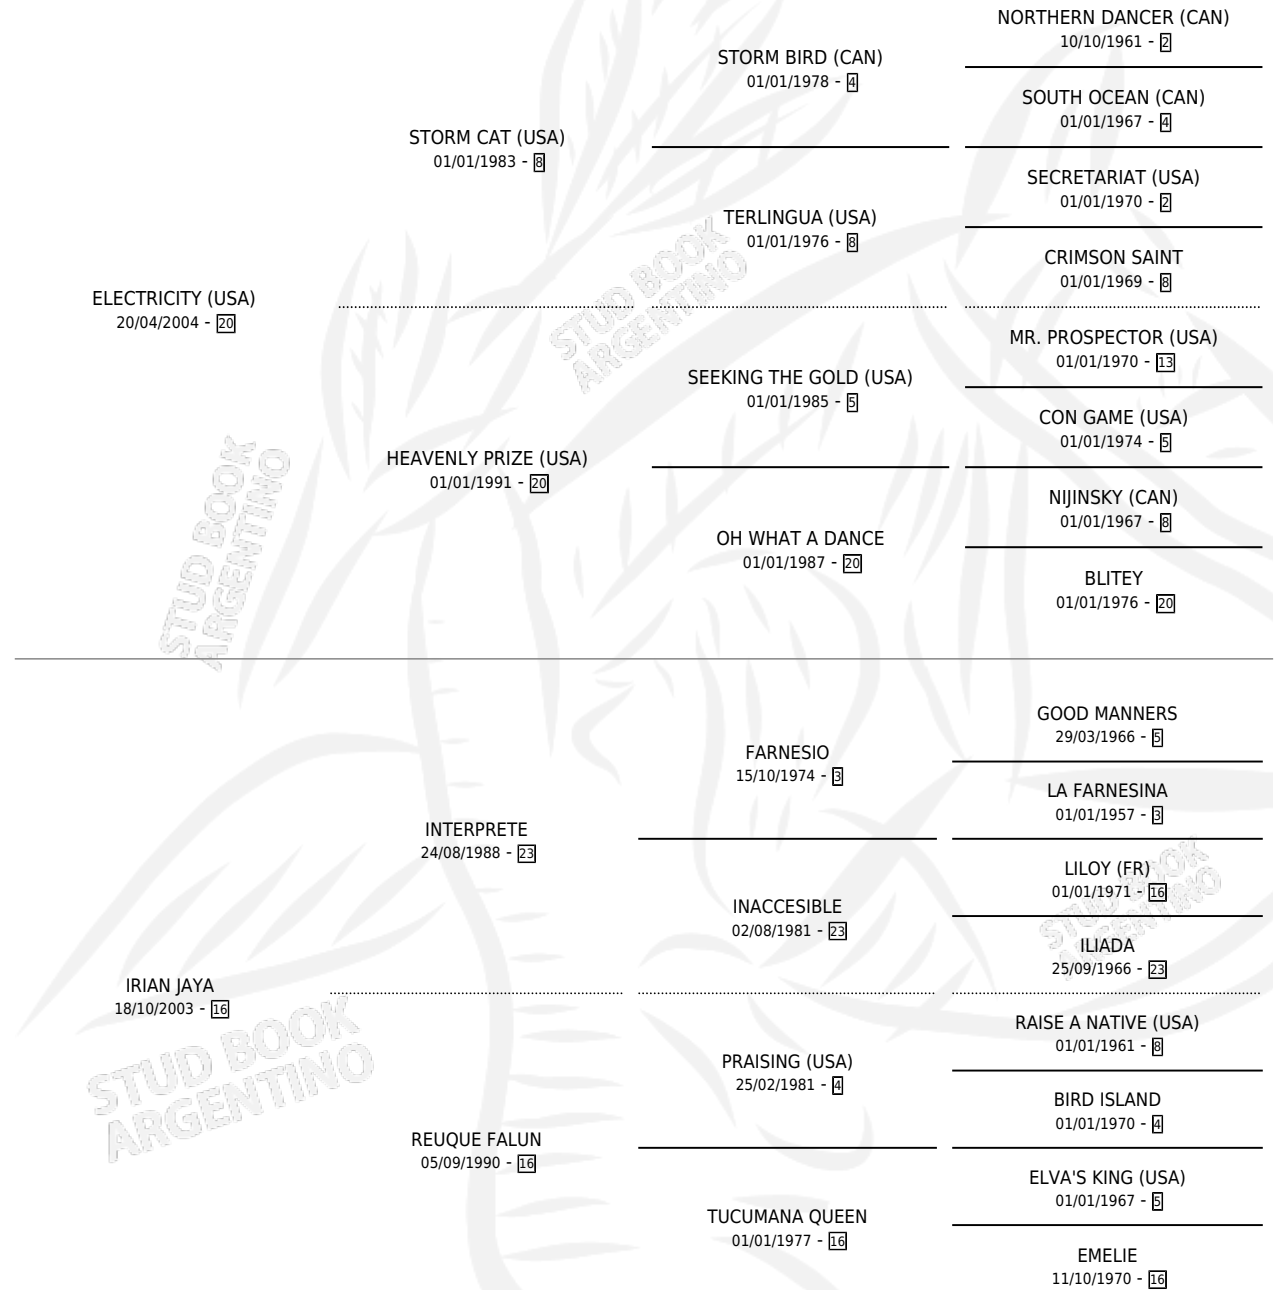 NORTHERN DANCER (CAN)
10/10/1961 - 2
STORM BIRD (CAN)
01/01/1978 - 4
SOUTH OCEAN (CAN)
01/01/1967 - 4
STORM CAT (USA)
01/01/1983 - 8
SECRETARIAT (USA)
01/01/1970 - 2
TERLINGUA (USA)
01/01/1976 - 8
CRIMSON SAINT
01/01/1969 - 8
ELECTRICITY (USA)
20/04/2004 - 20
MR. PROSPECTOR (USA)
01/01/1970 - 13
SEEKING THE GOLD (USA)
01/01/1985 - 5
CON GAME (USA)
01/01/1974 - 5
HEAVENLY PRIZE (USA)
01/01/1991 - 20
NIJINSKY (CAN)
01/01/1967 - 8
OH WHAT A DANCE
01/01/1987 - 20
BLITEY
01/01/1976 - 20
GOOD MANNERS
29/03/1966 - 5
FARNESIO
15/10/1974 - 3
LA FARNESINA
01/01/1957 - 3
INTERPRETE
24/08/1988 - 23
LILOY (FR)
01/01/1971 - 16
INACCESIBLE
02/08/1981 - 23
ILIADA
25/09/1966 - 23
IRIAN JAYA
18/10/2003 - 16
RAISE A NATIVE (USA)
01/01/1961 - 8
PRAISING (USA)
25/02/1981 - 4
BIRD ISLAND
01/01/1970 - 4
REUQUE FALUN
05/09/1990 - 16
ELVA'S KING (USA)
01/01/1967 - 5
TUCUMANA QUEEN
01/01/1977 - 16
EMELIE
11/10/1970 - 16
STUD BOOK
ARGENTINO
STUD BOOK
ARGENTINO
STUD BOOK
ARGENTINO
STUD BOOK
ARGENTINO